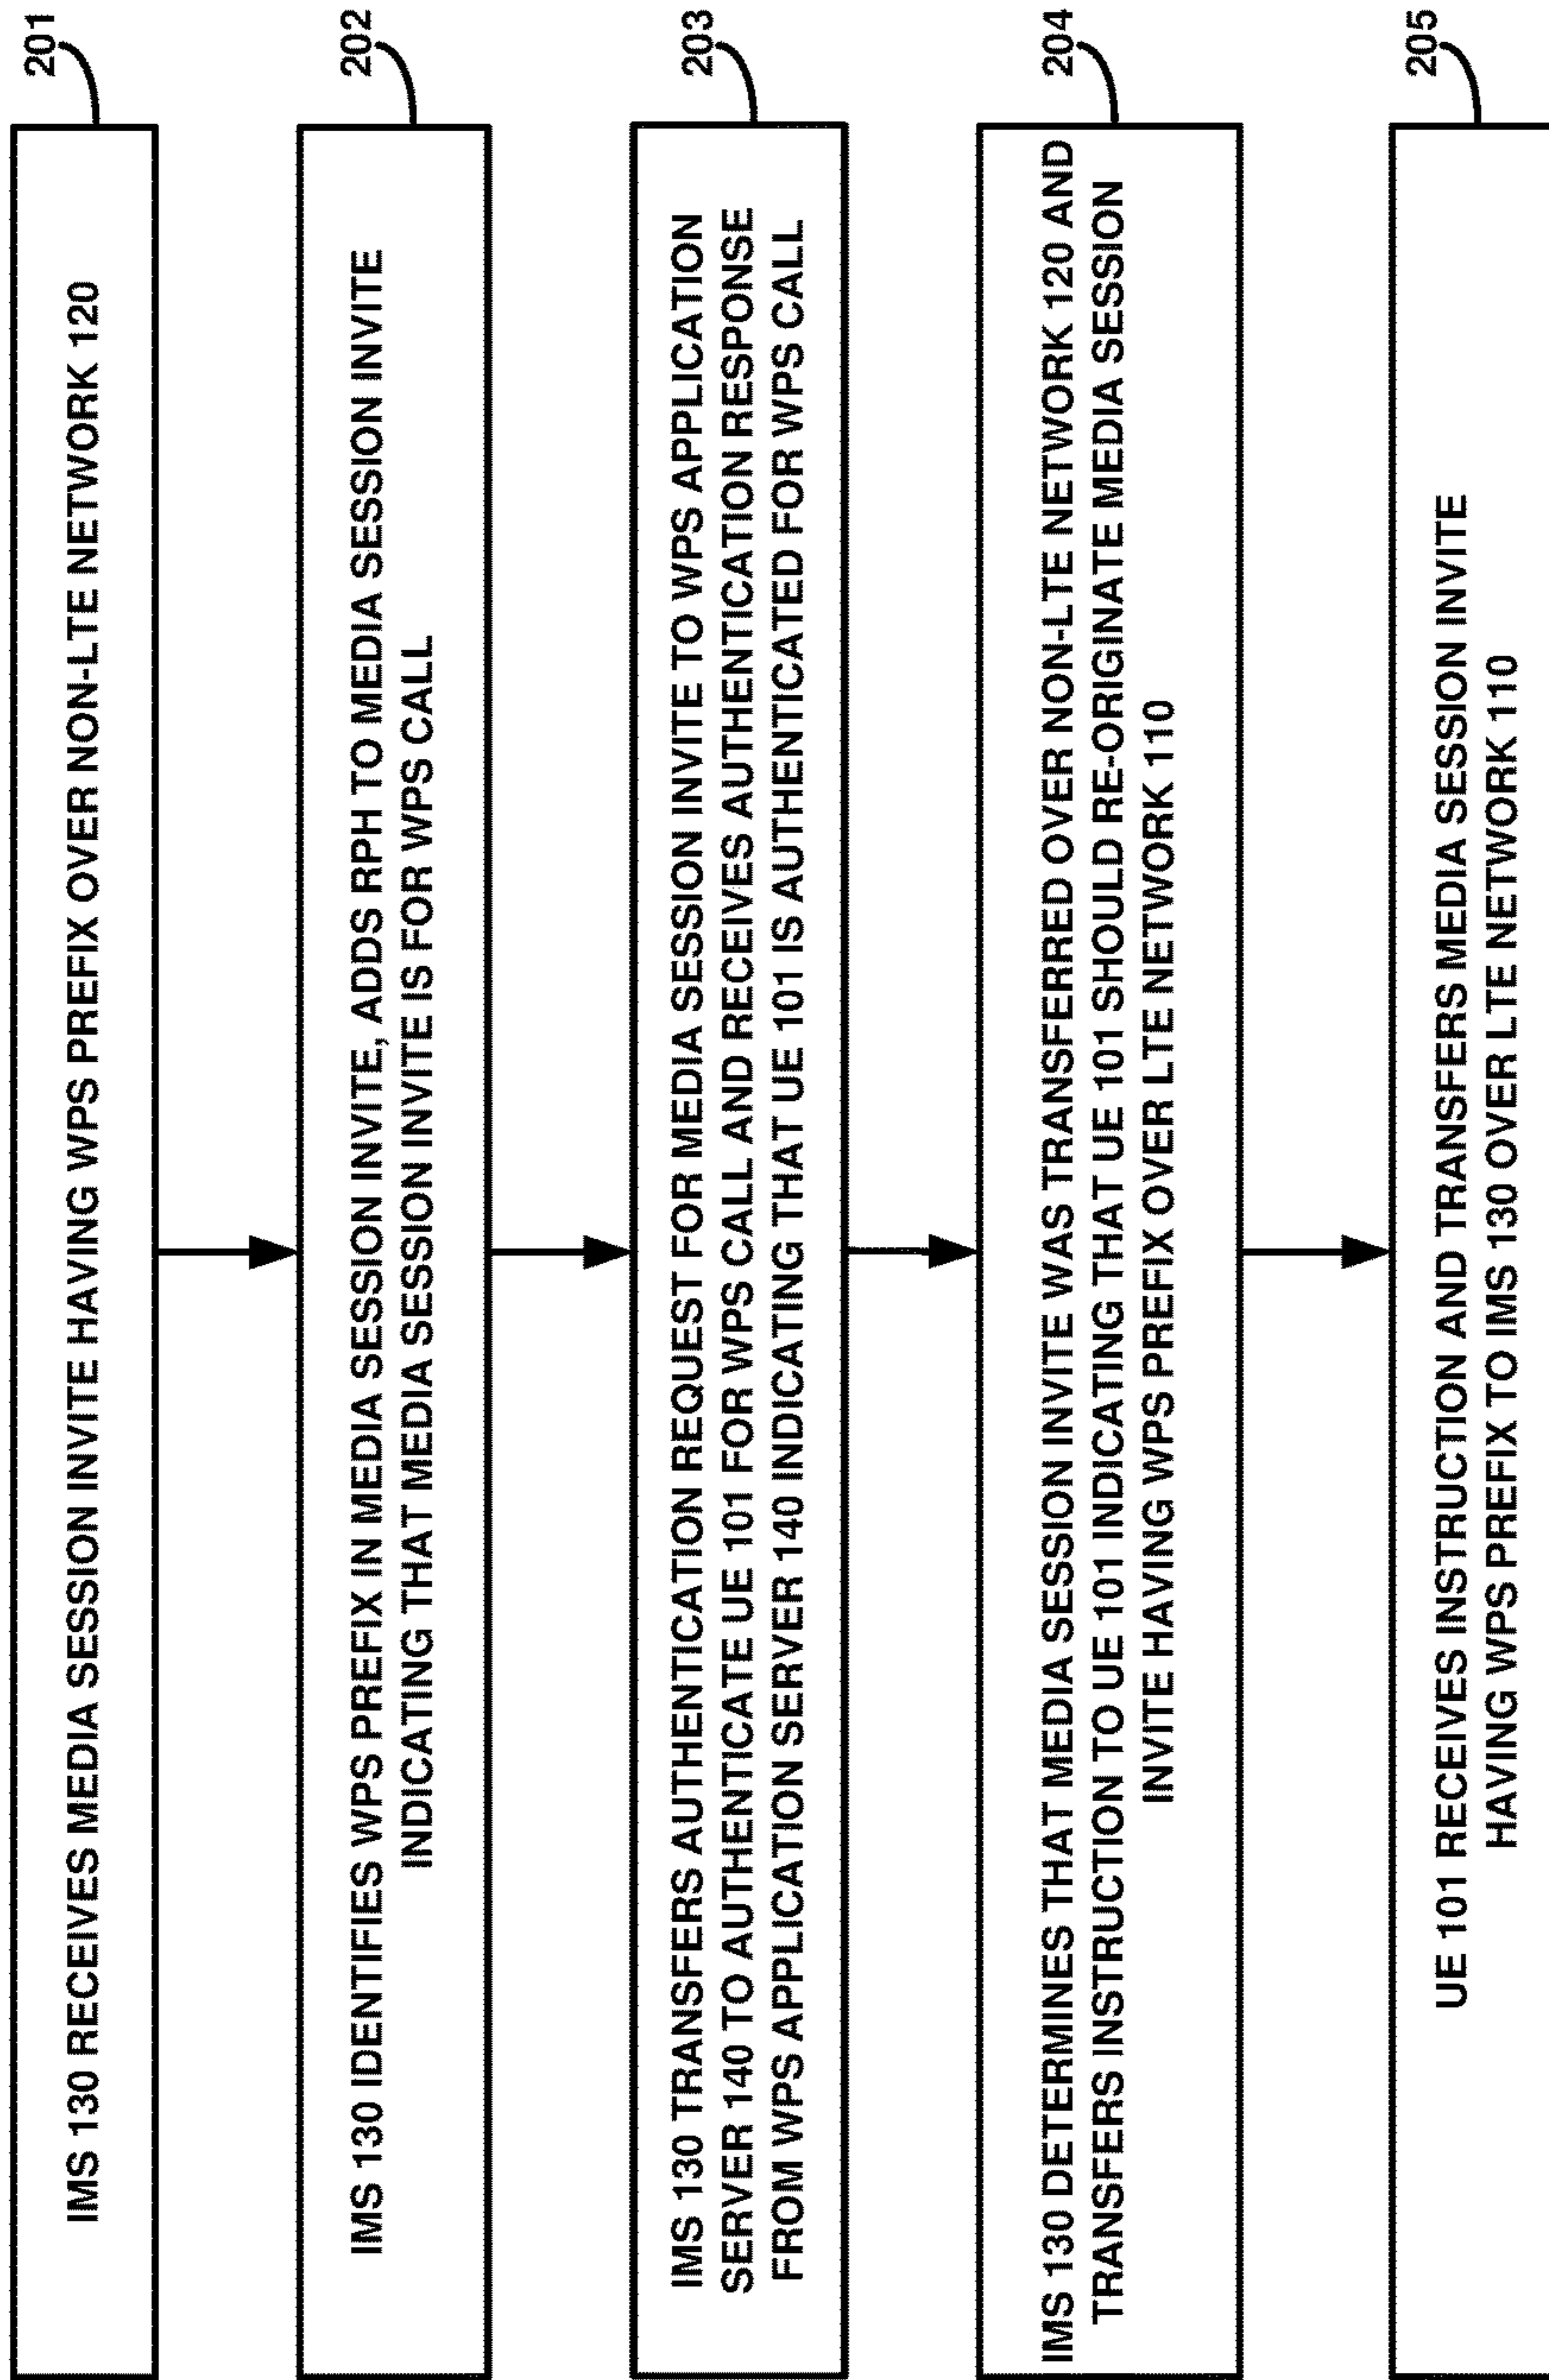 201
IMS 130 RECEIVES MEDIA SESSION INVITE HAVING WPS PREFIX OVER NON-LTE NETWORK 120
202
IMS 130 IDENTIFIES WPS PREFIX IN MEDIA SESSION INVITE, ADDS RPH TO MEDIA SESSION INVITE
INDICATING THAT MEDIA SESSION INVITE IS FOR WPS CALL
203
IMS 130 TRANSFERS AUTHENTICATION REQUEST FOR MEDIA SESSION INVITE TO WPS APPLICATION
SERVER 140 TO AUTHENTICATE UE 101 FOR WPS CALL AND RECEIVES AUTHENTICATION RESPONSE
FROM WPS APPLICATION SERVER 140 INDICATING THAT UE 101 IS AUTHENTICATED FOR WPS CALL
204
IMS 130 DETERMINES THAT MEDIA SESSION INVITE WAS TRANSFERRED OVER NON-LTE NETWORK 120 AND
TRANSFERS INSTRUCTION TO UE 101 INDICATING THAT UE 101 SHOULD RE-ORIGINATE MEDIA SESSION
INVITE HAVING WPS PREFIX OVER LTE NETWORK 110
205
UE 101 RECEIVES INSTRUCTION AND TRANSFERS MEDIA SESSION INVITE
HAVING WPS PREFIX TO IMS 130 OVER LTE NETWORK 110